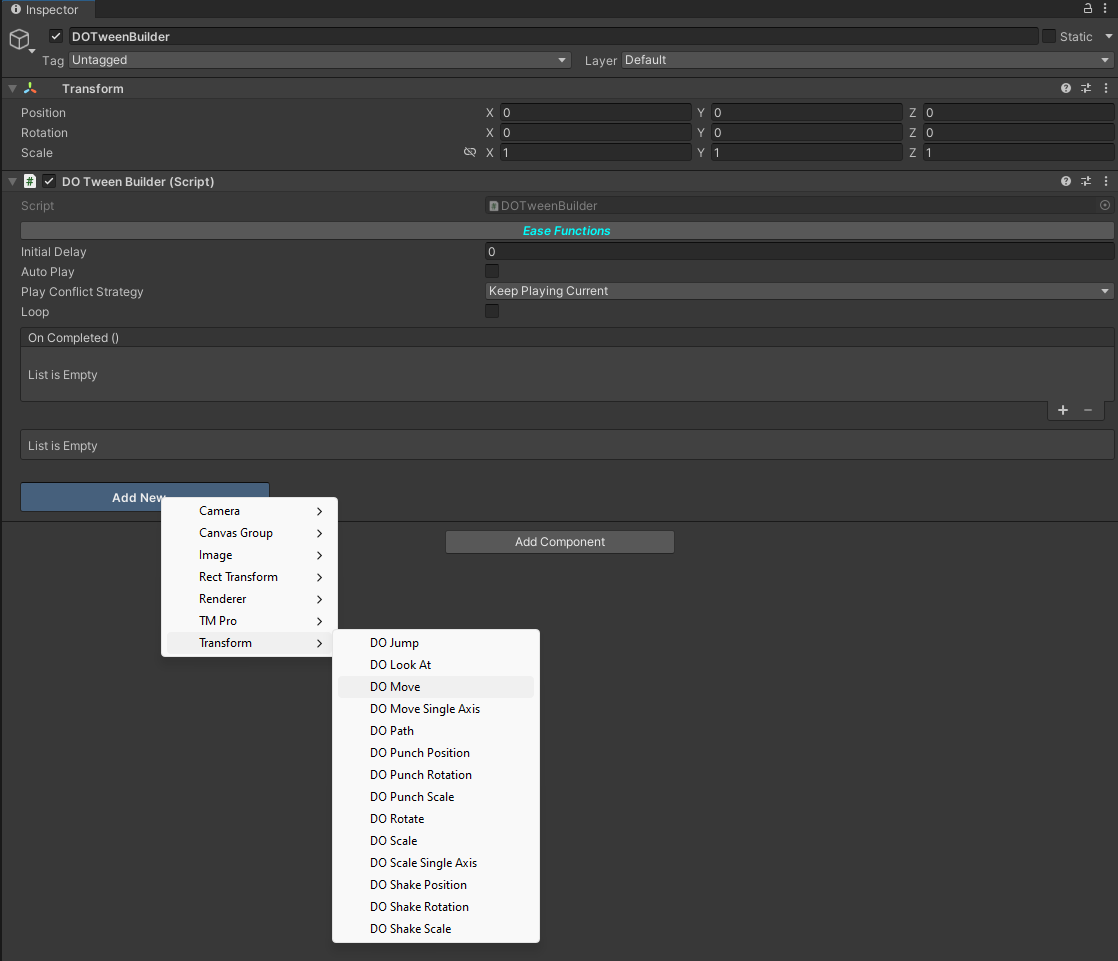 Inspector
DOTweenBuilder
Static
Tag Untagged Layer Default
Transform
Position X 0 Y 0 Z 0
Rotation X 0 Y 0 Z 0
Scale X 1 Y 1 Z 1
# DO Tween Builder (Script)
Script # DOTweenBuilder
Ease Functions
Initial Delay 0
Auto Play
Play Conflict Strategy Keep Playing Current
Loop
On Completed ()
List is Empty
+ −
List is Empty
Add New
Add Component
Camera
Canvas Group
Image
Rect Transform
Renderer
TM Pro
Transform
DO Jump
DO Look At
DO Move
DO Move Single Axis
DO Path
DO Punch Position
DO Punch Rotation
DO Punch Scale
DO Rotate
DO Scale
DO Scale Single Axis
DO Shake Position
DO Shake Rotation
DO Shake Scale